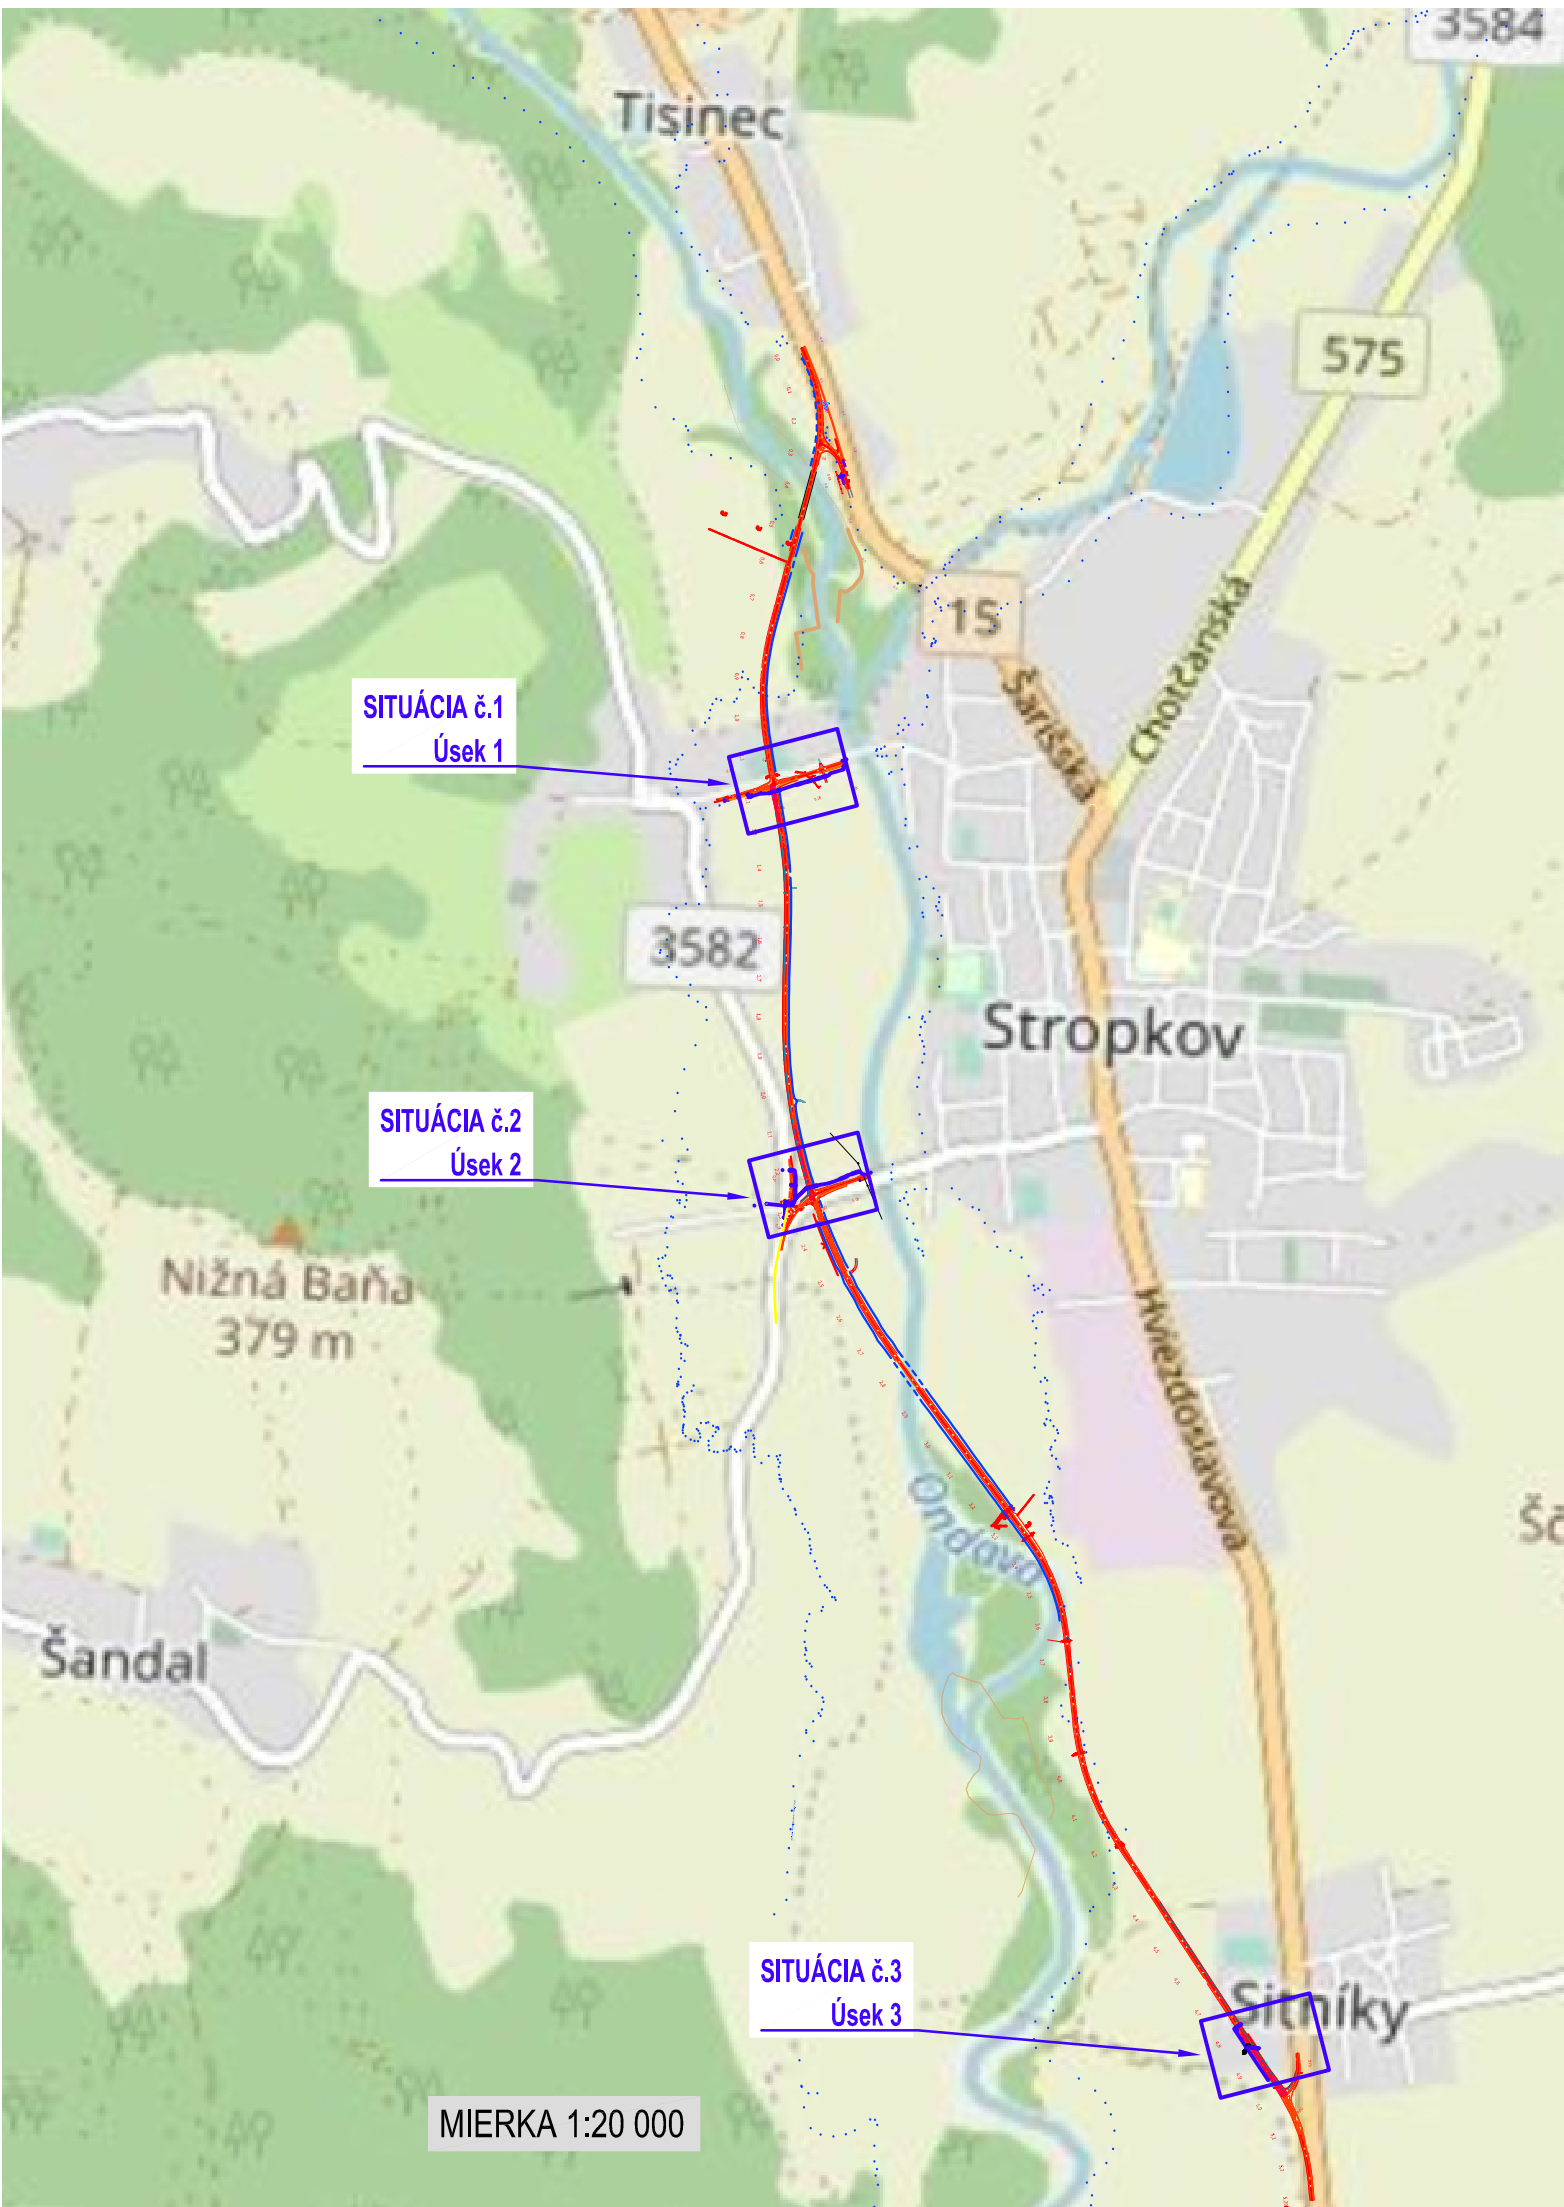 3584
Tisinec
575
15
Chotčanská
Šarišská
SITUÁCIA č.1
Úsek 1
3582
Stropkov
SITUÁCIA č.2
Úsek 2
Nižná Baňa
379 m
Hviezdoslavova
Ondava
Šč
Šandal
SITUÁCIA č.3
Úsek 3
Sitníky
MIERKA 1:20 000